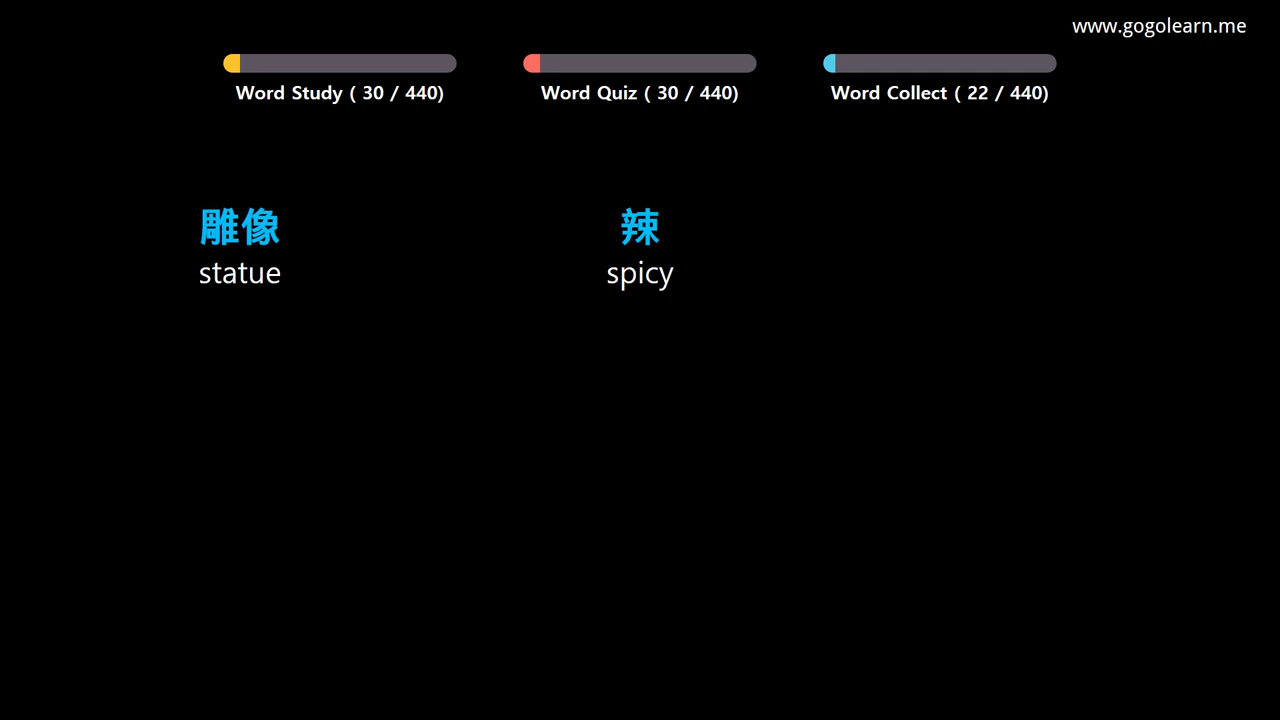 www.gogolearn.me
Word Study ( 30 / 440)
Word Quiz ( 30 / 440)
Word Collect ( 22 / 440)
雕像
statue
辣
spicy